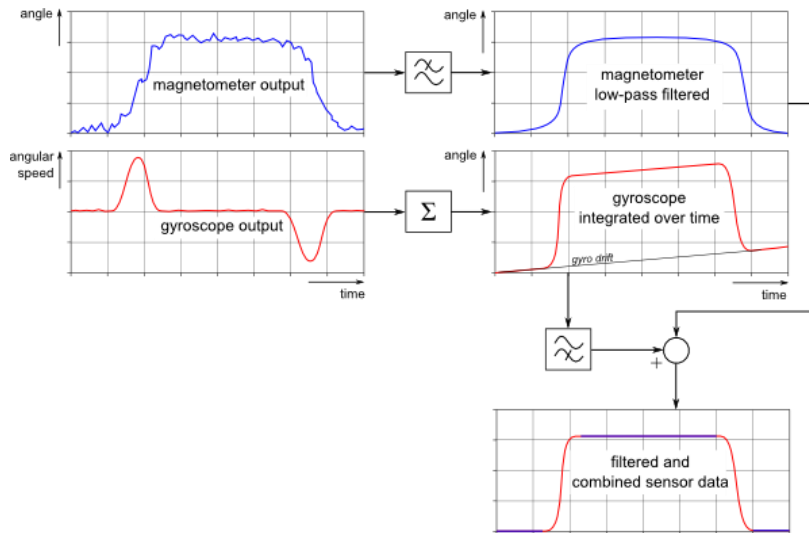 angle
magnetometer output
angle
magnetometer
low-pass filtered
angular
speed
gyroscope output
time
Σ
angle
gyroscope
integrated over time
gyro drift
time
+
filtered and
combined sensor data